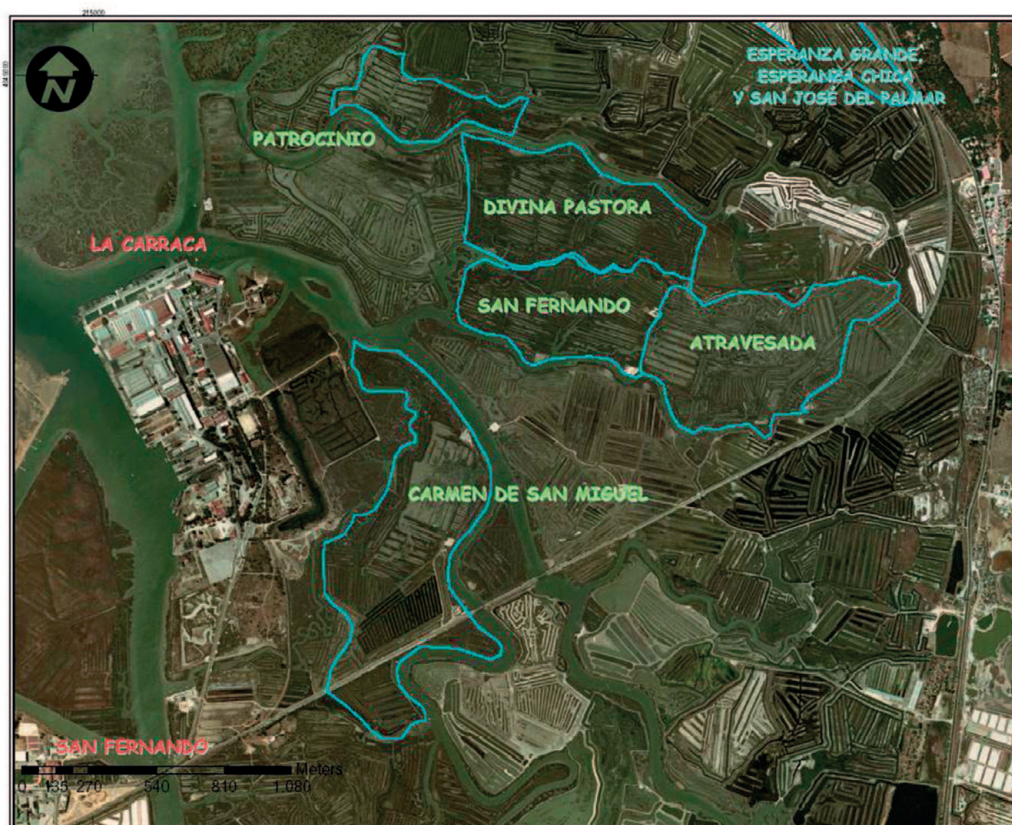 215000
N
ESPERANZA GRANDE,
ESPERANZA CHICA
Y SAN JOSÉ DEL PALMAR
PATROCINIO
DIVINA PASTORA
LA CARRACA
SAN FERNANDO
ATRAVESADA
CARMEN DE SAN MIGUEL
SAN FERNANDO
Meters
0 135 270 540 810 1.080